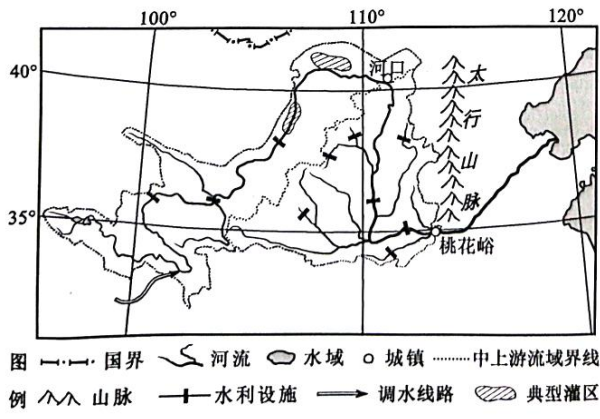 100° 110° 120°
40°
河口
太行山脉
35°
桃花峪
图 国界 河流 水域 城镇 中上游流域界线
例 山脉 水利设施 调水线路 典型灌区